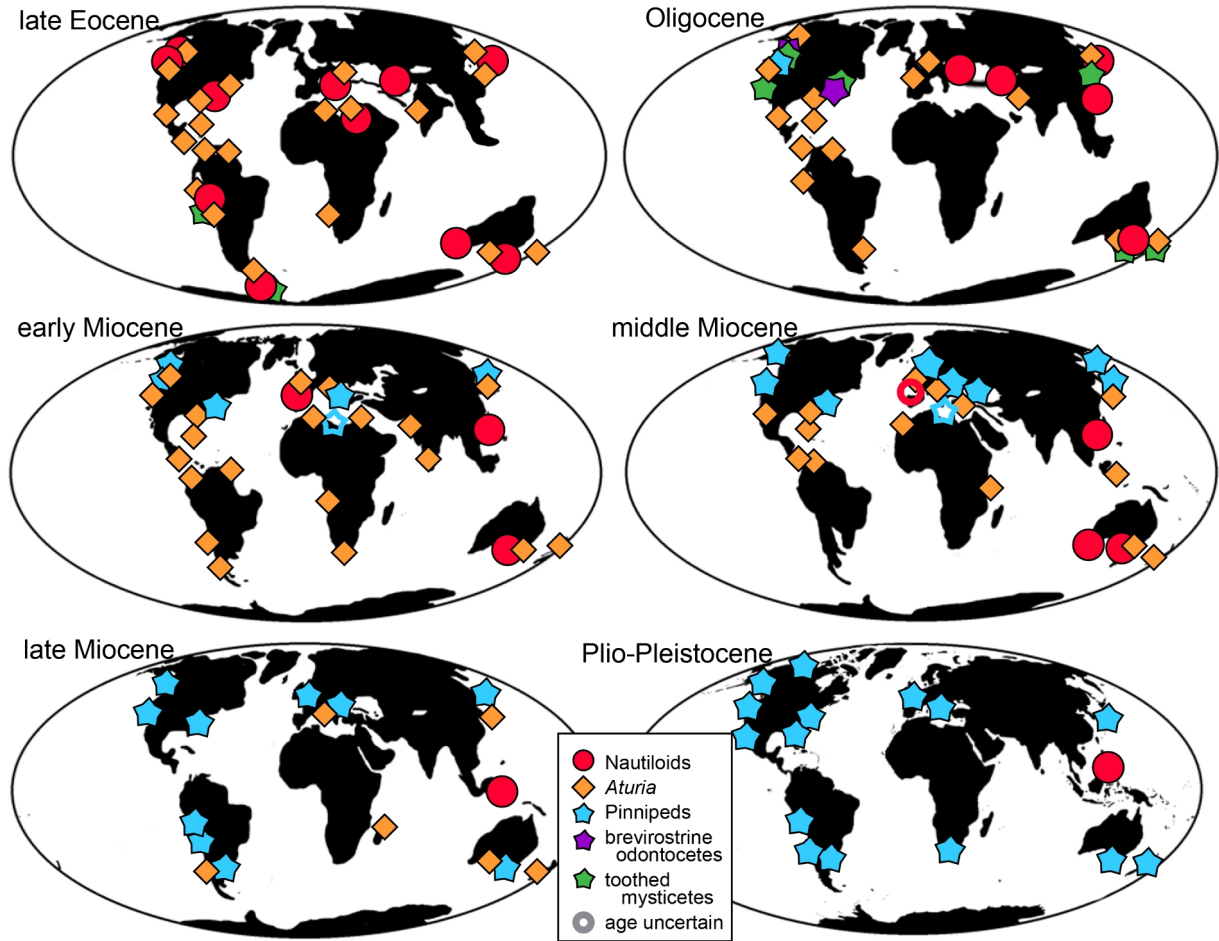 late Eocene
Oligocene
early Miocene
middle Miocene
late Miocene
Plio-Pleistocene
Nautiloids
Aturia
Pinnipeds
brevirostrine
odontocetes
toothed
mysticetes
age uncertain